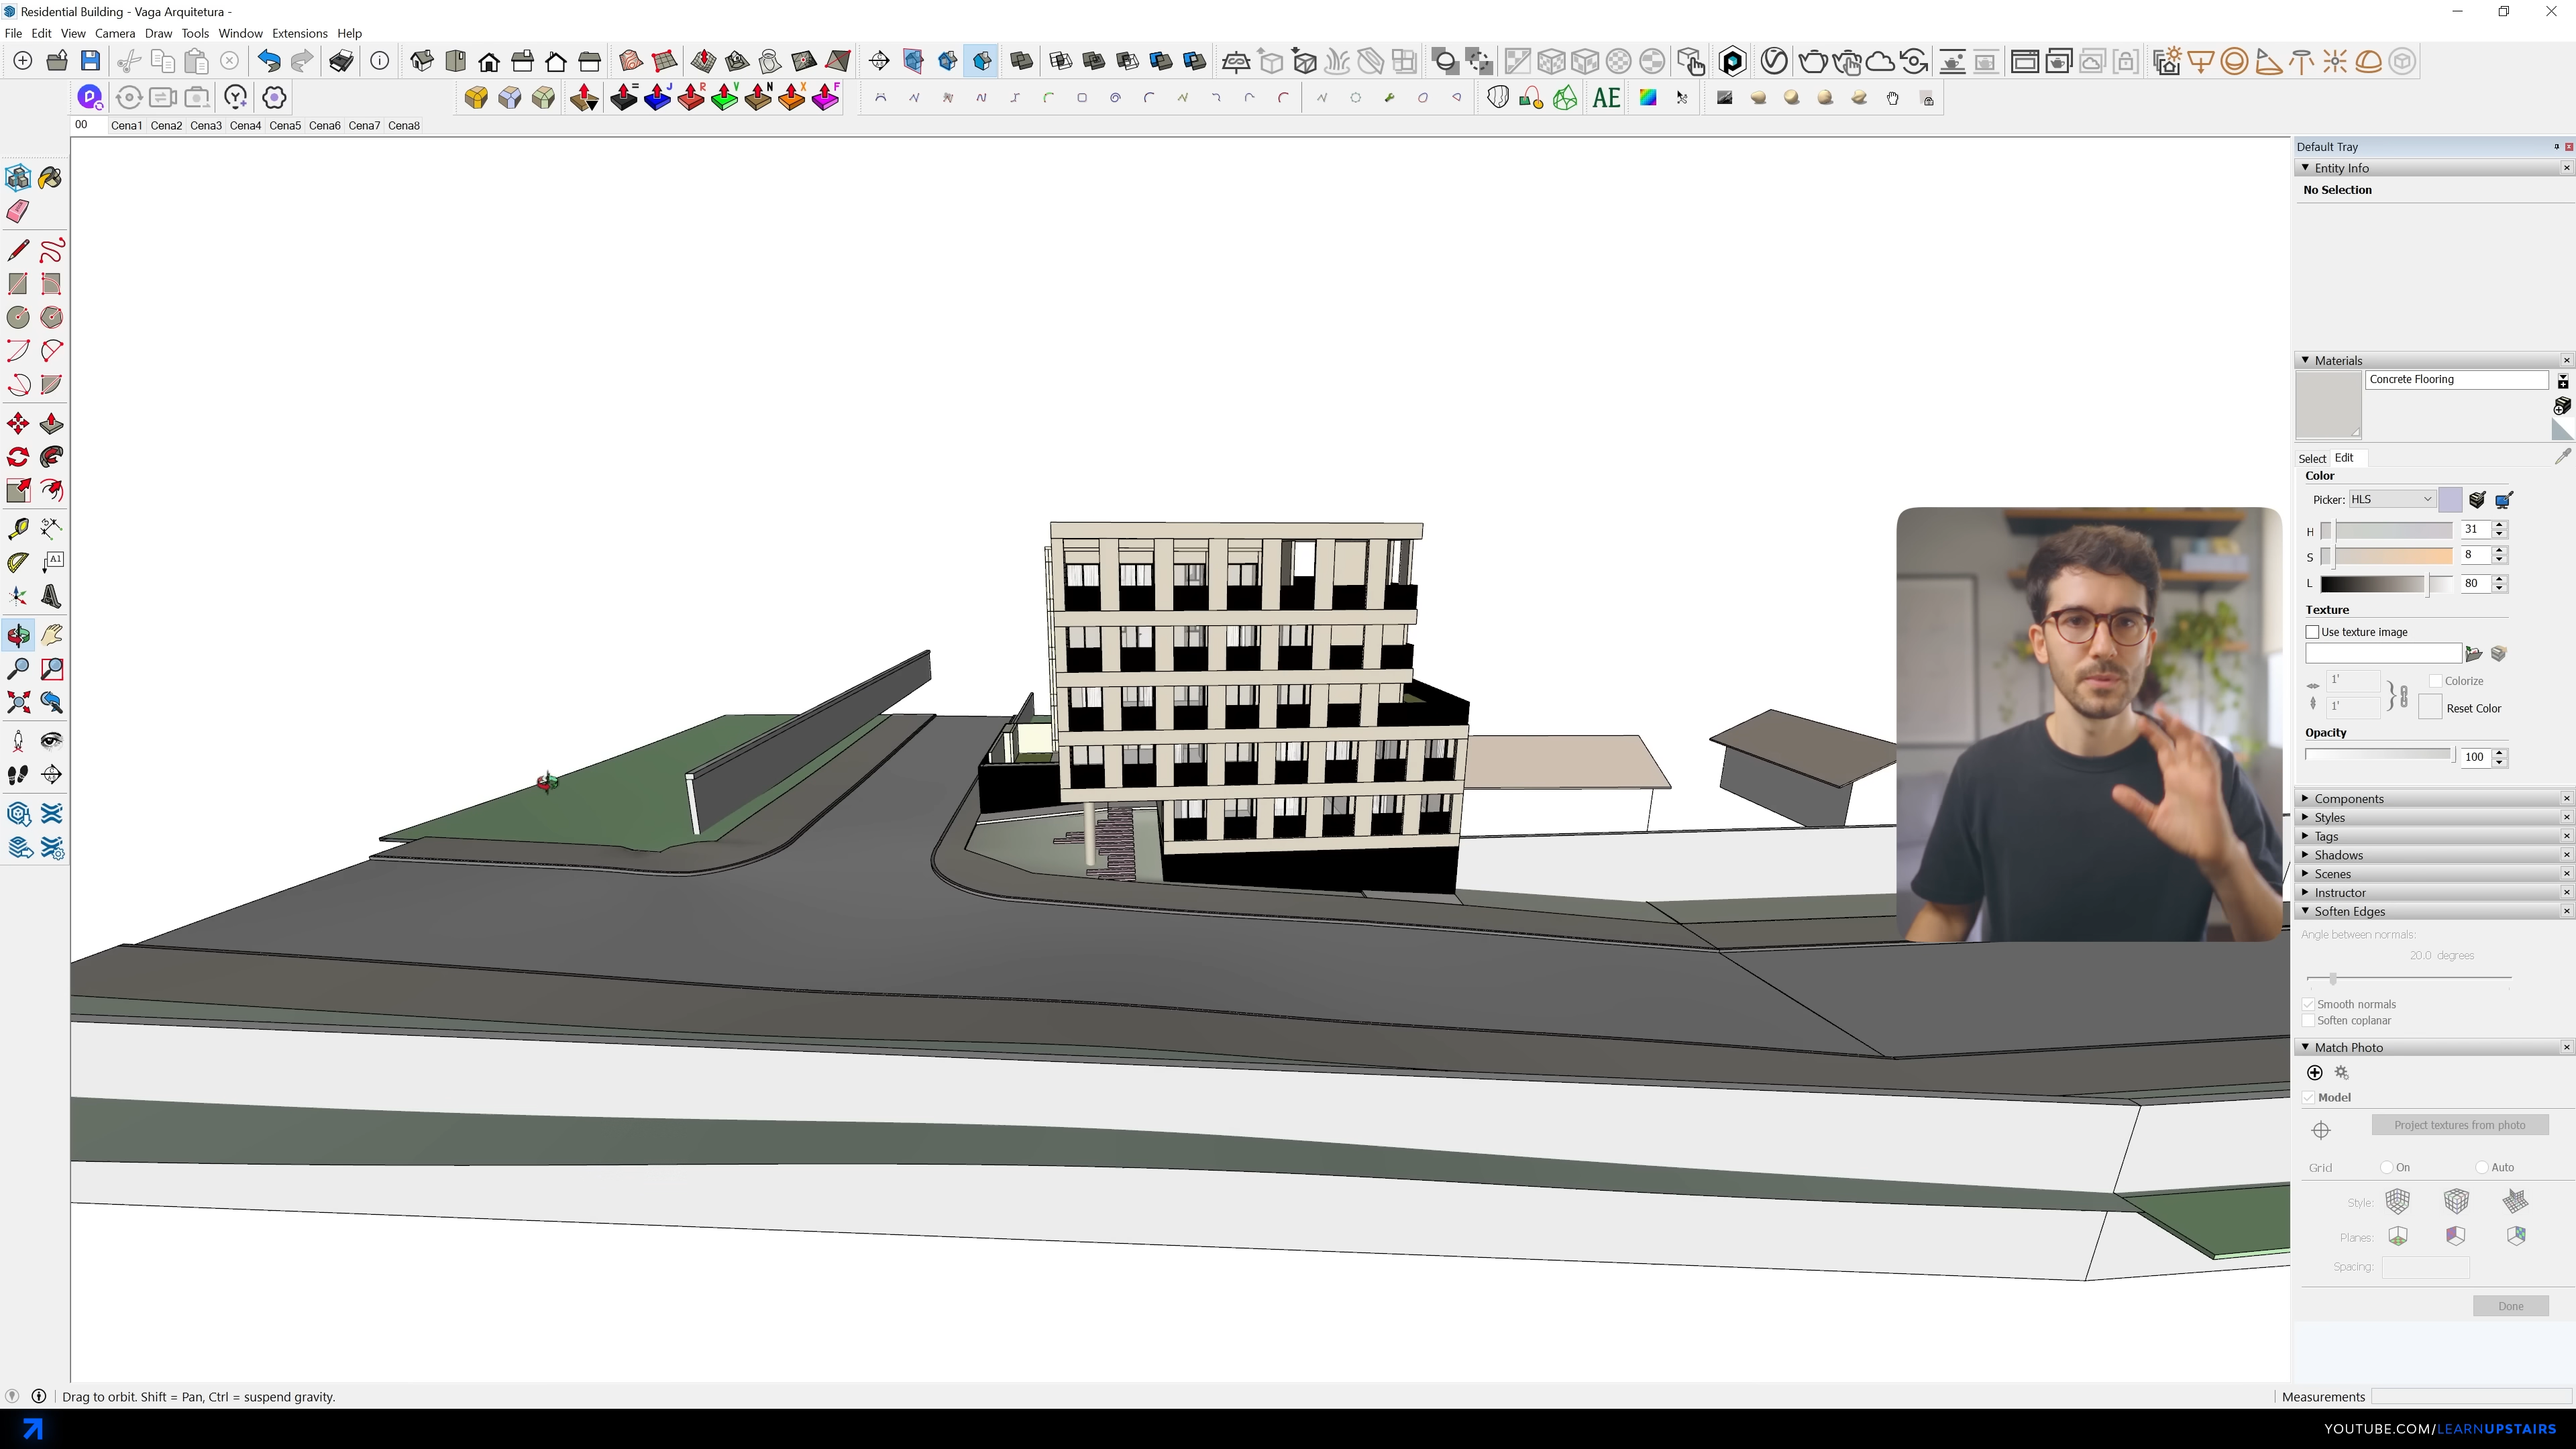 Residential Building - Vaga Arquitetura -
File Edit View Camera Draw Tools Window Extensions Help
= J R V N X F
AE
00 Cena1 Cena2 Cena3 Cena4 Cena5 Cena6 Cena7 Cena8
Default Tray
Entity Info
No Selection
Materials
Concrete Flooring
Select Edit
Color
Picker: HLS
H 31
S 8
L 80
Texture
Use texture image
1' Colorize
1' Reset Color
Opacity
100
Components
Styles
Tags
Shadows
Scenes
Instructor
Soften Edges
Angle between normals:
20.0 degrees
Smooth normals
Soften coplanar
Match Photo
Model
Project textures from photo
Grid On Auto
Style:
Planes:
Spacing:
Done
A1
Drag to orbit. Shift = Pan, Ctrl = suspend gravity.
Measurements
YOUTUBE.COM/LEARNUPSTAIRS